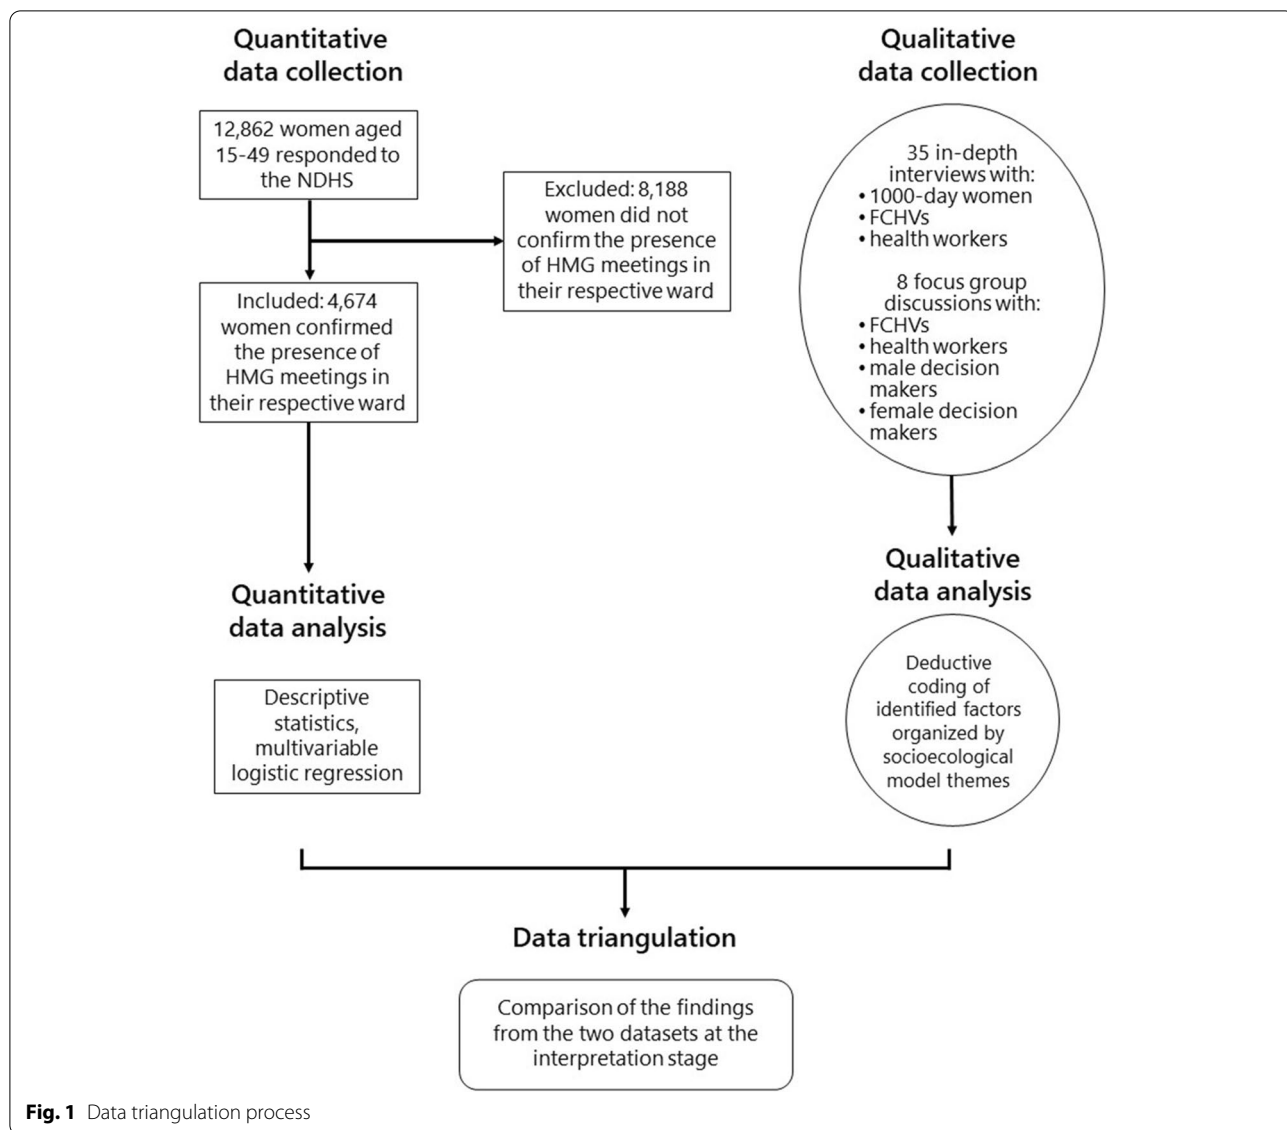 Quantitative
data collection
12,862 women aged
15-49 responded to
the NDHS
Excluded: 8,188
women did not
confirm the presence
of HMG meetings in
their respective ward
Included: 4,674
women confirmed
the presence of
HMG meetings in
their respective ward
Quantitative
data analysis
Descriptive
statistics,
multivariable
logistic regression
Qualitative
data collection
35 in-depth
interviews with:
• 1000-day women
• FCHVs
• health workers
8 focus group
discussions with:
• FCHVs
• health workers
• male decision
makers
• female decision
makers
Qualitative
data analysis
Deductive
coding of
identified factors
organized by
socioecological
model themes
Data triangulation
Comparison of the findings
from the two datasets at the
interpretation stage
Fig. 1 Data triangulation process